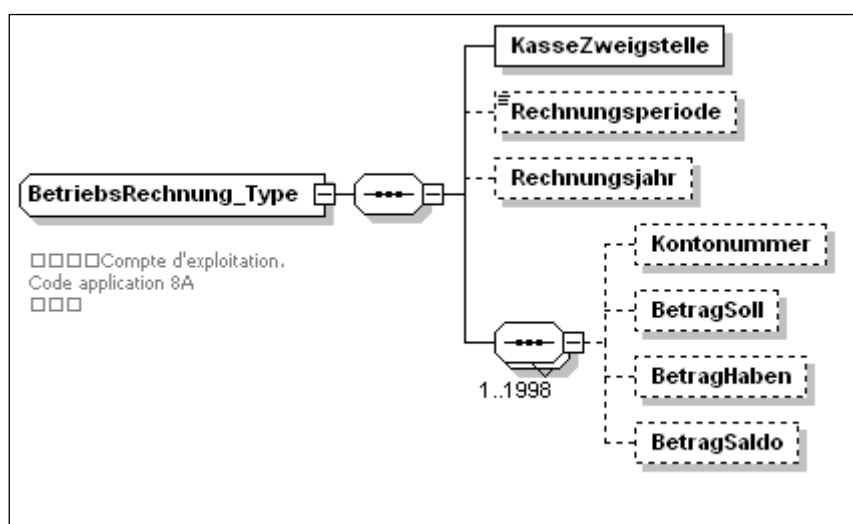 KasseZweigstelle
Rechnungsperiode
Rechnungsjahr
BetriebsRechnung_Type
□□□□Compte d'exploitation.
Code application 8A
□□□
Kontonummer
BetragSoll
BetragHaben
BetragSaldo
1..1998